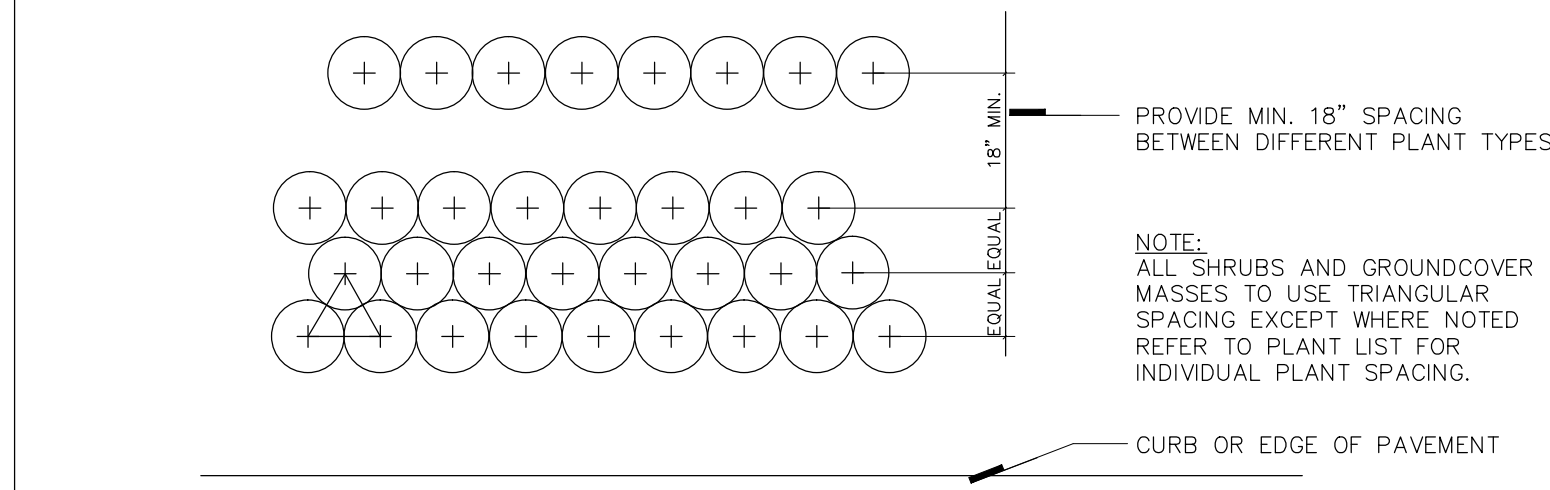 18" MIN.
PROVIDE MIN. 18" SPACING
BETWEEN DIFFERENT PLANT TYPES
EQUAL
EQUAL
NOTE:
ALL SHRUBS AND GROUNDCOVER
MASSES TO USE TRIANGULAR
SPACING EXCEPT WHERE NOTED
REFER TO PLANT LIST FOR
INDIVIDUAL PLANT SPACING.
CURB OR EDGE OF PAVEMENT